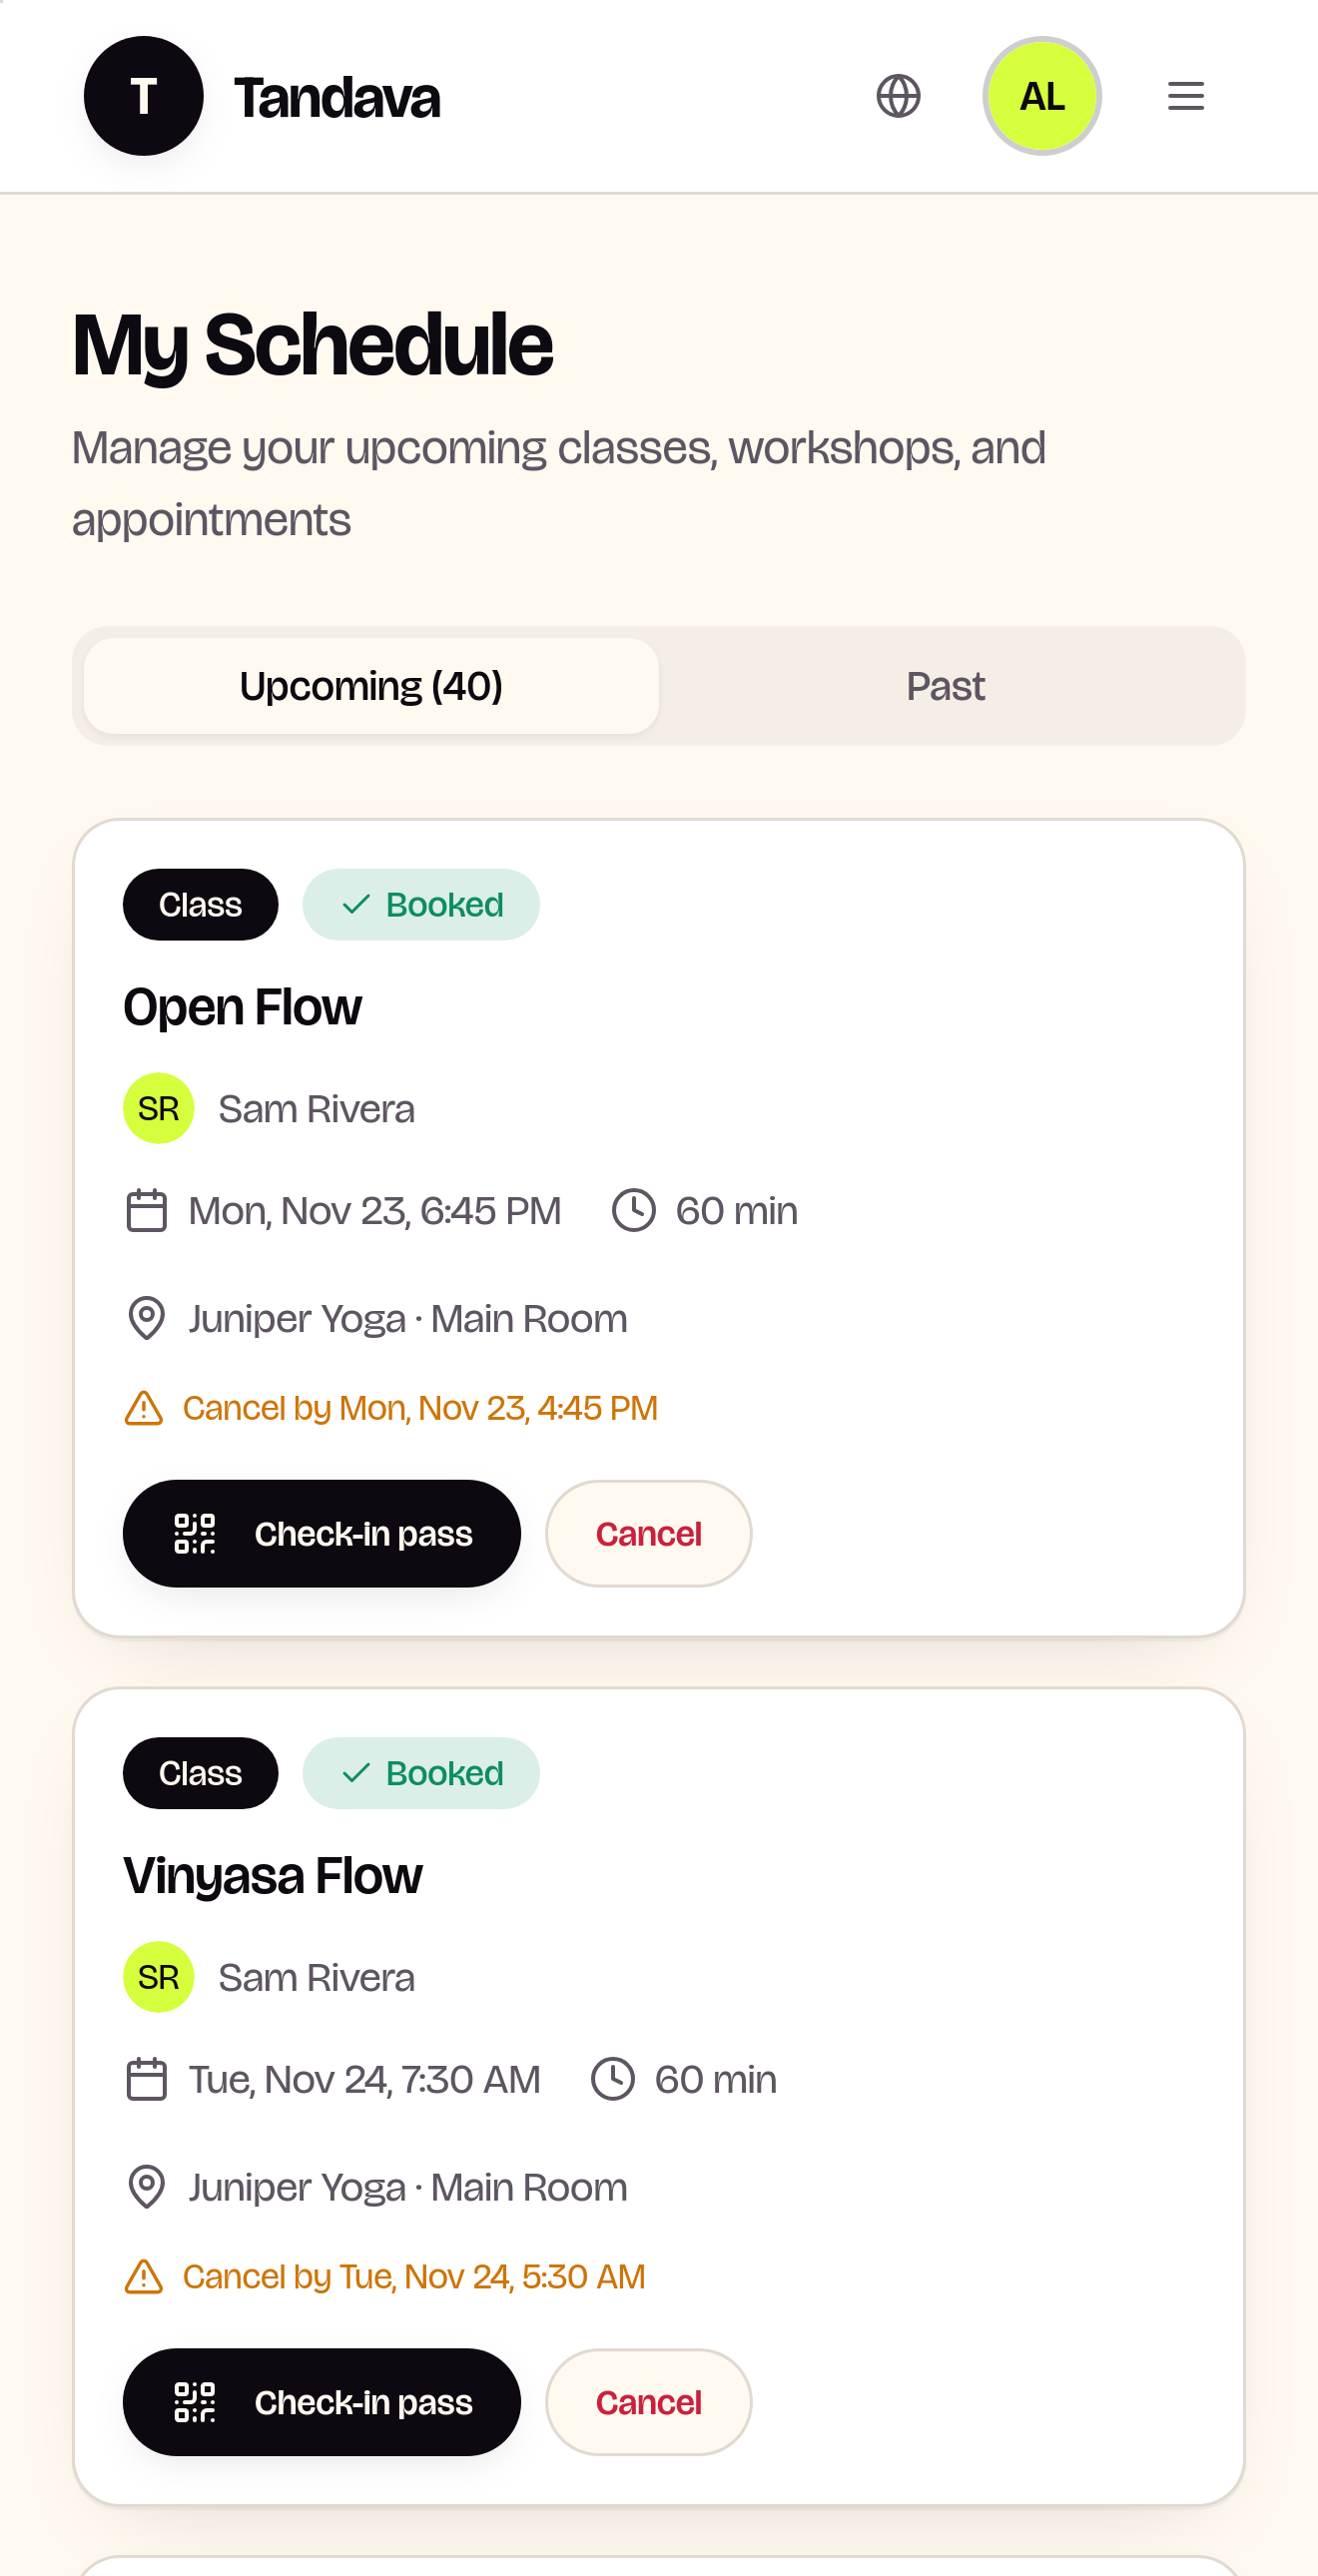 T Tandava AL
My Schedule
Manage your upcoming classes, workshops, and
appointments
Upcoming (40) Past
Class Booked
Open Flow
SR Sam Rivera
Mon, Nov 23, 6:45 PM 60 min
Juniper Yoga · Main Room
Cancel by Mon, Nov 23, 4:45 PM
Check-in pass Cancel
Class Booked
Vinyasa Flow
SR Sam Rivera
Tue, Nov 24, 7:30 AM 60 min
Juniper Yoga · Main Room
Cancel by Tue, Nov 24, 5:30 AM
Check-in pass Cancel